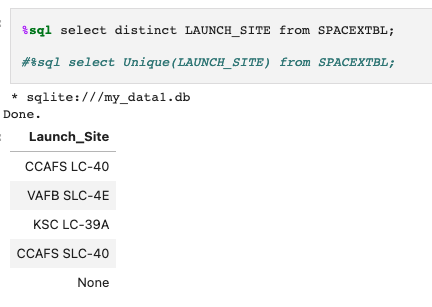 %sql select distinct LAUNCH_SITE from SPACEXTBL;
#%sql select Unique(LAUNCH_SITE) from SPACEXTBL;
* sqlite:///my_data1.db
Done.
Launch_Site
CCAFS LC-40
VAFB SLC-4E
KSC LC-39A
CCAFS SLC-40
None